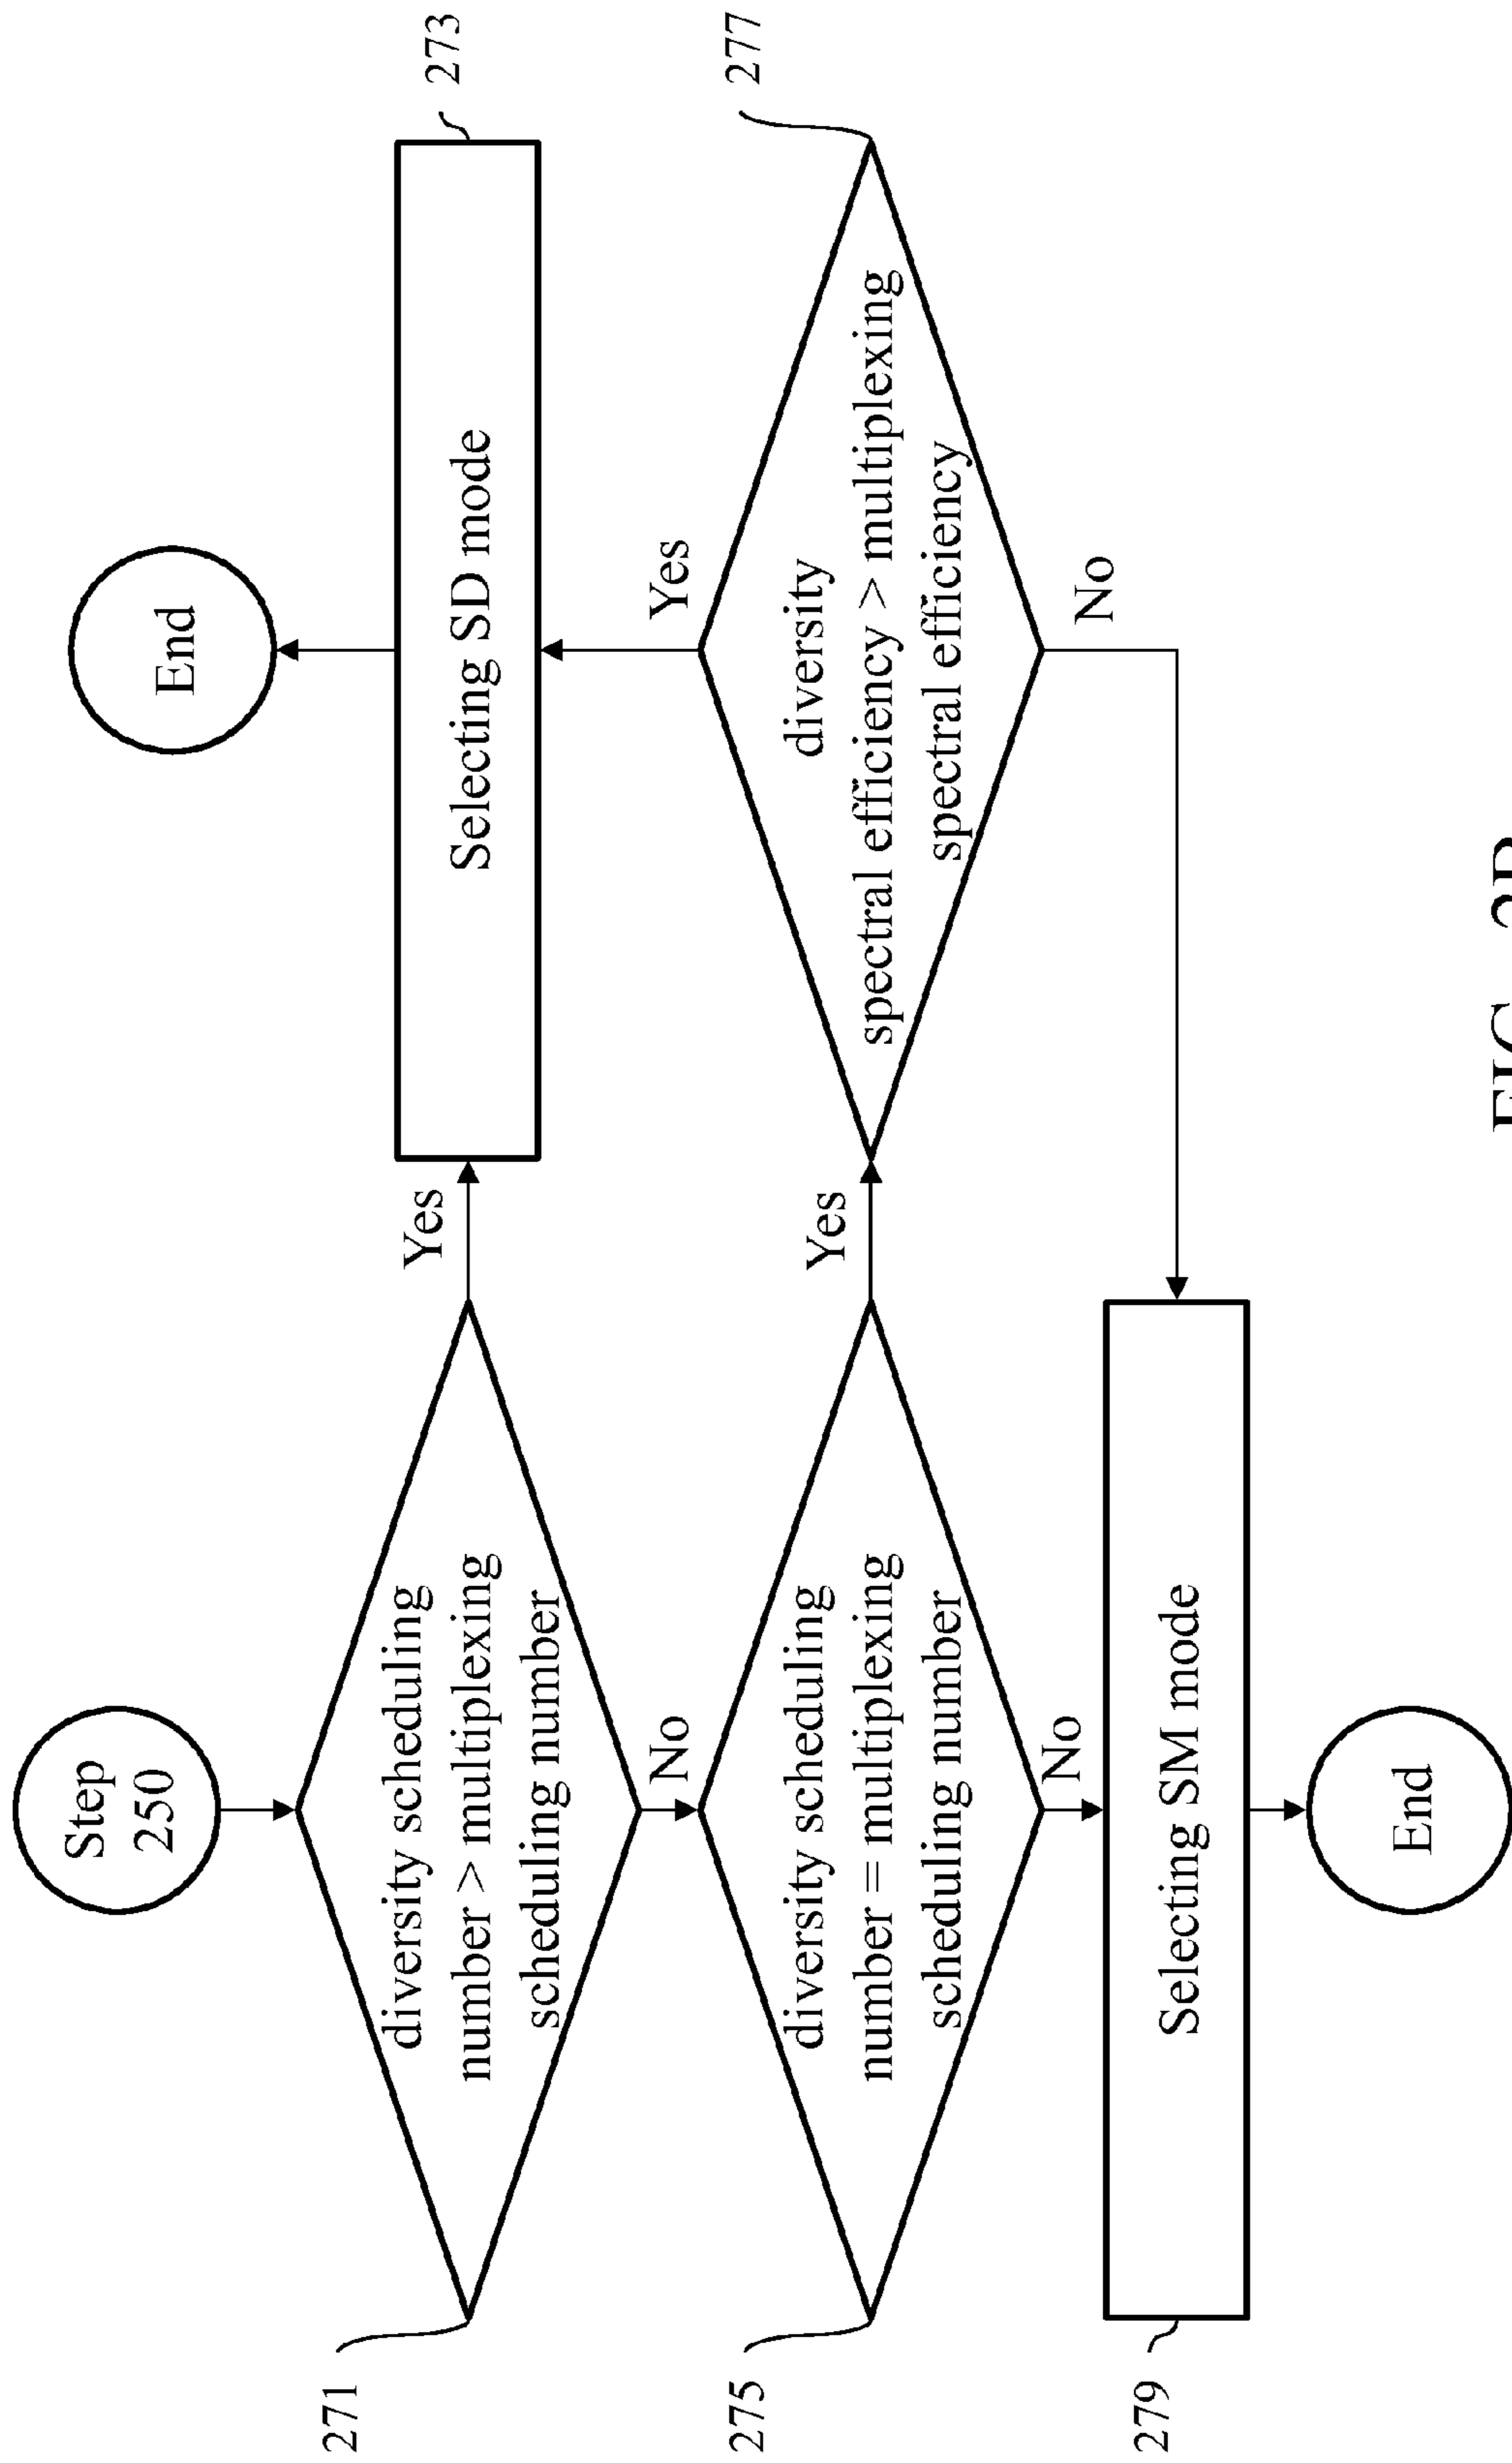 Step
250
271
diversity scheduling
number > multiplexing
scheduling number
Yes
273
Selecting SD mode
End
No
275
diversity scheduling
number = multiplexing
scheduling number
Yes
277
diversity
spectral efficiency > multiplexing
spectral efficiency
Yes
No
No
279
Selecting SM mode
End